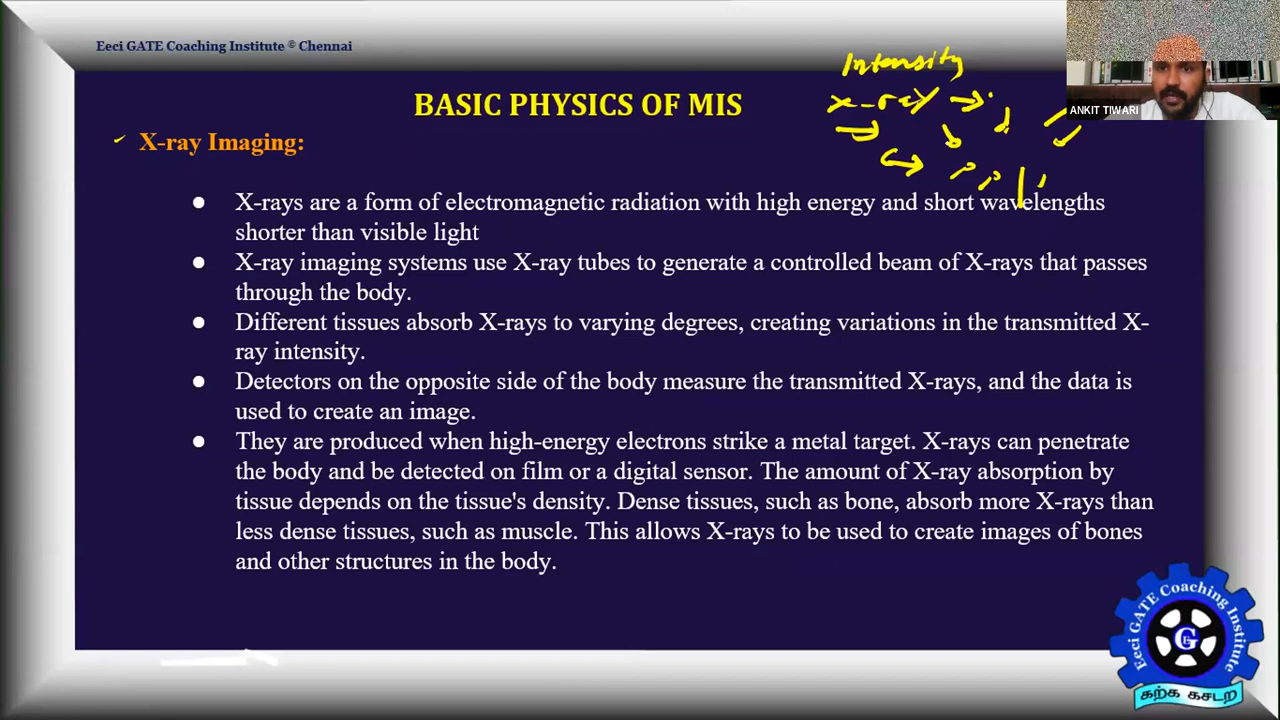 Eeci GATE Coaching Institute © Chennai
Intensity
BASIC PHYSICS OF MIS
x-ray
ANKIT TIWARI
X-ray Imaging:
● X-rays are a form of electromagnetic radiation with high energy and short wavelengths
shorter than visible light
● X-ray imaging systems use X-ray tubes to generate a controlled beam of X-rays that passes
through the body.
● Different tissues absorb X-rays to varying degrees, creating variations in the transmitted X-
ray intensity.
● Detectors on the opposite side of the body measure the transmitted X-rays, and the data is
used to create an image.
● They are produced when high-energy electrons strike a metal target. X-rays can penetrate
the body and be detected on film or a digital sensor. The amount of X-ray absorption by
tissue depends on the tissue's density. Dense tissues, such as bone, absorb more X-rays than
less dense tissues, such as muscle. This allows X-rays to be used to create images of bones
and other structures in the body.
Eeci GATE Coaching Institute
கற்க கசடற